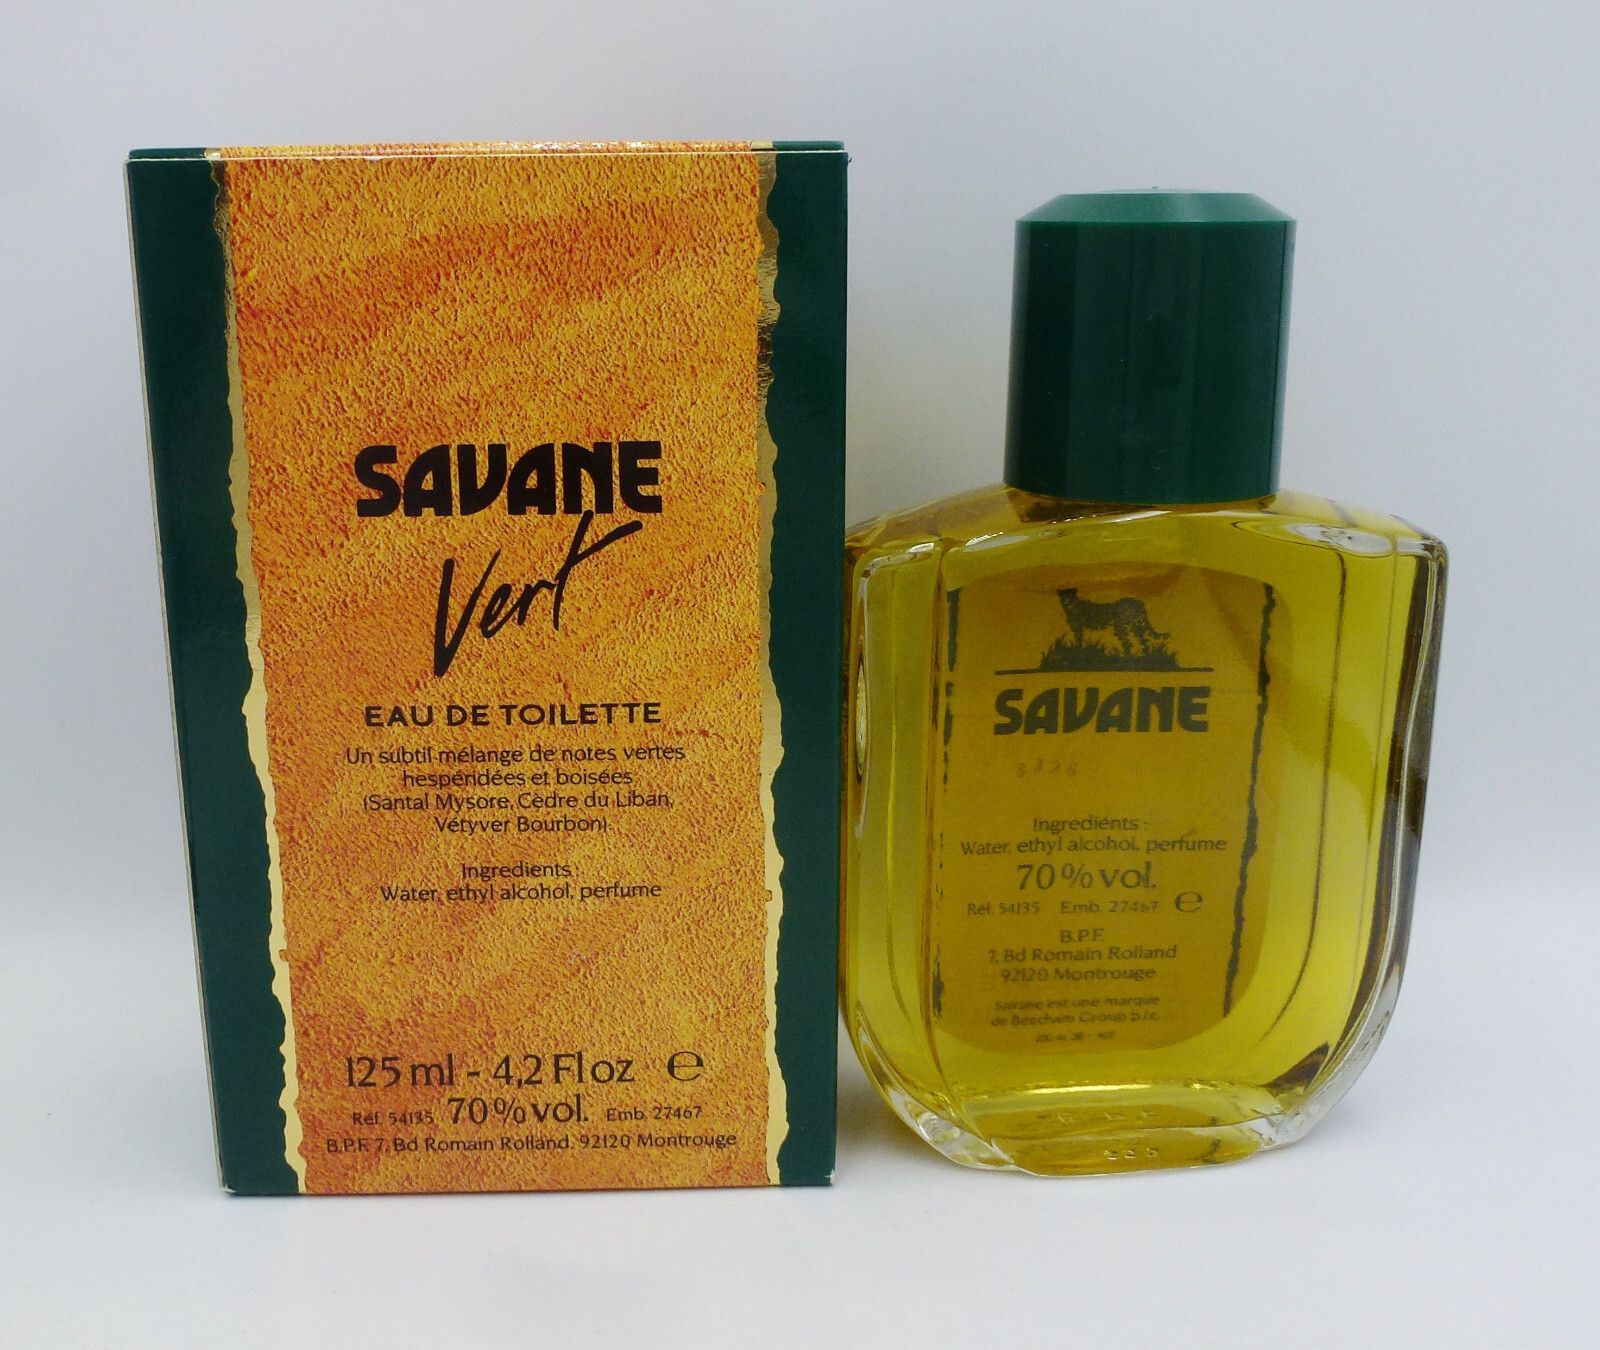 SAVANE
Vert
EAU DE TOILETTE
Un subtil mélange de notes vertes
hespéridées et boisées
(Santal Mysore, Cèdre du Liban,
Vétyver Bourbon).
Ingredients :
Water, ethyl alcohol, perfume
125 ml - 4,2 Fl oz e
Réf. 54135 70% vol. Emb. 27467
B.P.F. 7, Bd Romain Rolland. 92120 Montrouge
SAVANE
Ingredients :
Water, ethyl alcohol, perfume
70% vol.
Réf. 54135 Emb. 27467 e
B.P.F.
7, Bd Romain Rolland
92120 Montrouge
Savane est une marque
de Beecham Group p.l.c.